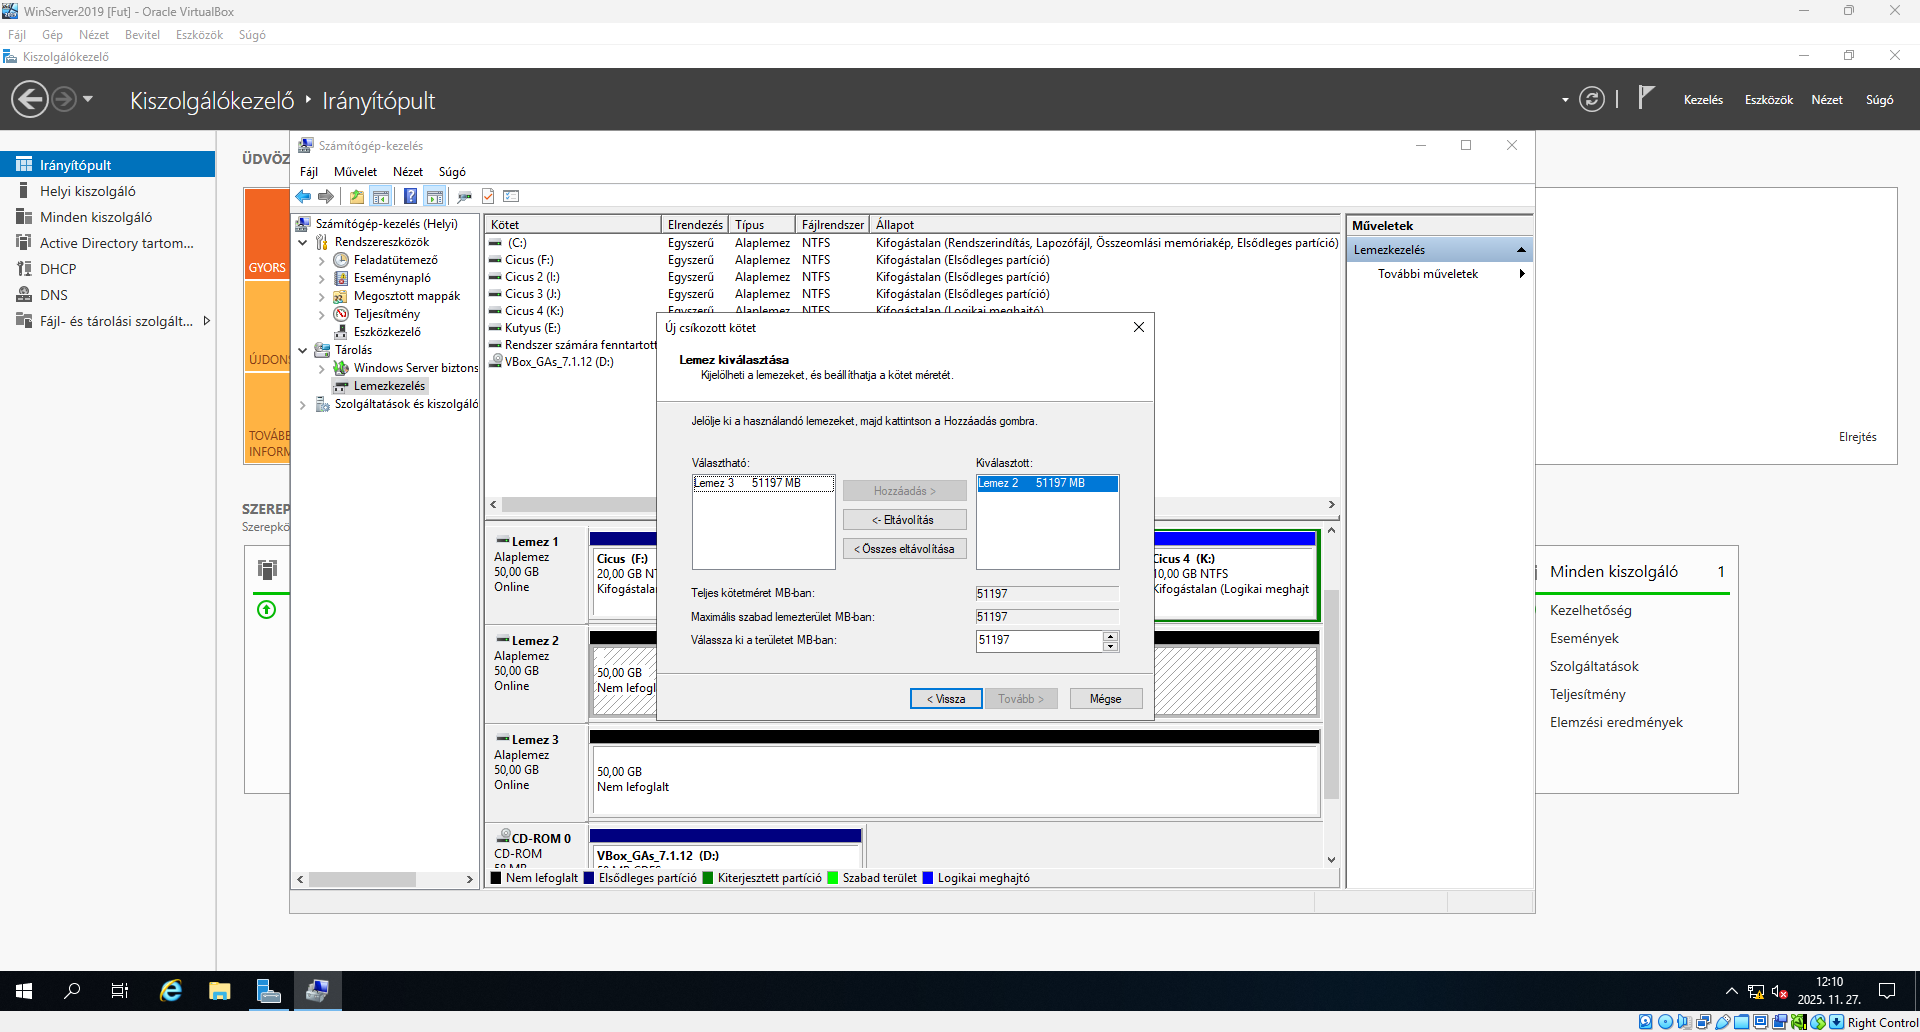 WinServer2019 [Fut] - Oracle VirtualBox
Fájl Gép Nézet Bevitel Eszközök Súgó
Kiszolgálókezelő
Kiszolgálókezelő Irányítópult
Kezelés Eszközök Nézet Súgó
Irányítópult
Helyi kiszolgáló
Minden kiszolgáló
Active Directory tartom...
DHCP
DNS
Fájl- és tárolási szolgált...
ÜDVÖZ
GYORS
ÚJDONS
TOVÁBB
INFORM
Elrejtés
SZEREP
Szerepkö
Számítógép-kezelés
Fájl Művelet Nézet Súgó
Számítógép-kezelés (Helyi)
Rendszereszközök
Feladatütemező
Eseménynapló
Megosztott mappák
Teljesítmény
Eszközkezelő
Tárolás
Windows Server biztons
Lemezkezelés
Szolgáltatások és kiszolgáló
Kötet Elrendezés Típus Fájlrendszer Állapot
(C:) Egyszerű Alaplemez NTFS Kifogástalan (Rendszerindítás, Lapozófájl, Összeomlási memóriakép, Elsődleges partíció)
Cicus (F:) Egyszerű Alaplemez NTFS Kifogástalan (Elsődleges partíció)
Cicus 2 (I:) Egyszerű Alaplemez NTFS Kifogástalan (Elsődleges partíció)
Cicus 3 (J:) Egyszerű Alaplemez NTFS Kifogástalan (Elsődleges partíció)
Cicus 4 (K:) Egyszerű Alaplemez NTFS Kifogástalan (Logikai meghajtó)
Kutyus (E:)
Rendszer számára fenntartott
VBox_GAs_7.1.12 (D:)
Műveletek
Lemezkezelés
További műveletek
Új csíkozott kötet
Lemez kiválasztása
Kijelölheti a lemezeket, és beállíthatja a kötet méretét.
Jelölje ki a használandó lemezeket, majd kattintson a Hozzáadás gombra.
Választható: Kiválasztott:
Lemez 3 51197 MB
Lemez 2 51197 MB
Hozzáadás >
<- Eltávolítás
< Összes eltávolítása
Teljes kötetméret MB-ban: 51197
Maximális szabad lemezterület MB-ban: 51197
Válassza ki a területet MB-ban: 51197
< Vissza Tovább > Mégse
Lemez 1
Alaplemez
50,00 GB
Online
Cicus (F:)
20,00 GB NT
Kifogástala
Cicus 4 (K:)
10,00 GB NTFS
Kifogástalan (Logikai meghajt
Lemez 2
Alaplemez
50,00 GB
Online
50,00 GB
Nem lefogl
Lemez 3
Alaplemez
50,00 GB
Online
50,00 GB
Nem lefoglalt
CD-ROM 0
CD-ROM
VBox_GAs_7.1.12 (D:)
Nem lefoglalt Elsődleges partíció Kiterjesztett partíció Szabad terület Logikai meghajtó
Minden kiszolgáló 1
Kezelhetőség
Események
Szolgáltatások
Teljesítmény
Elemzési eredmények
12:10
2025. 11. 27.
Right Control